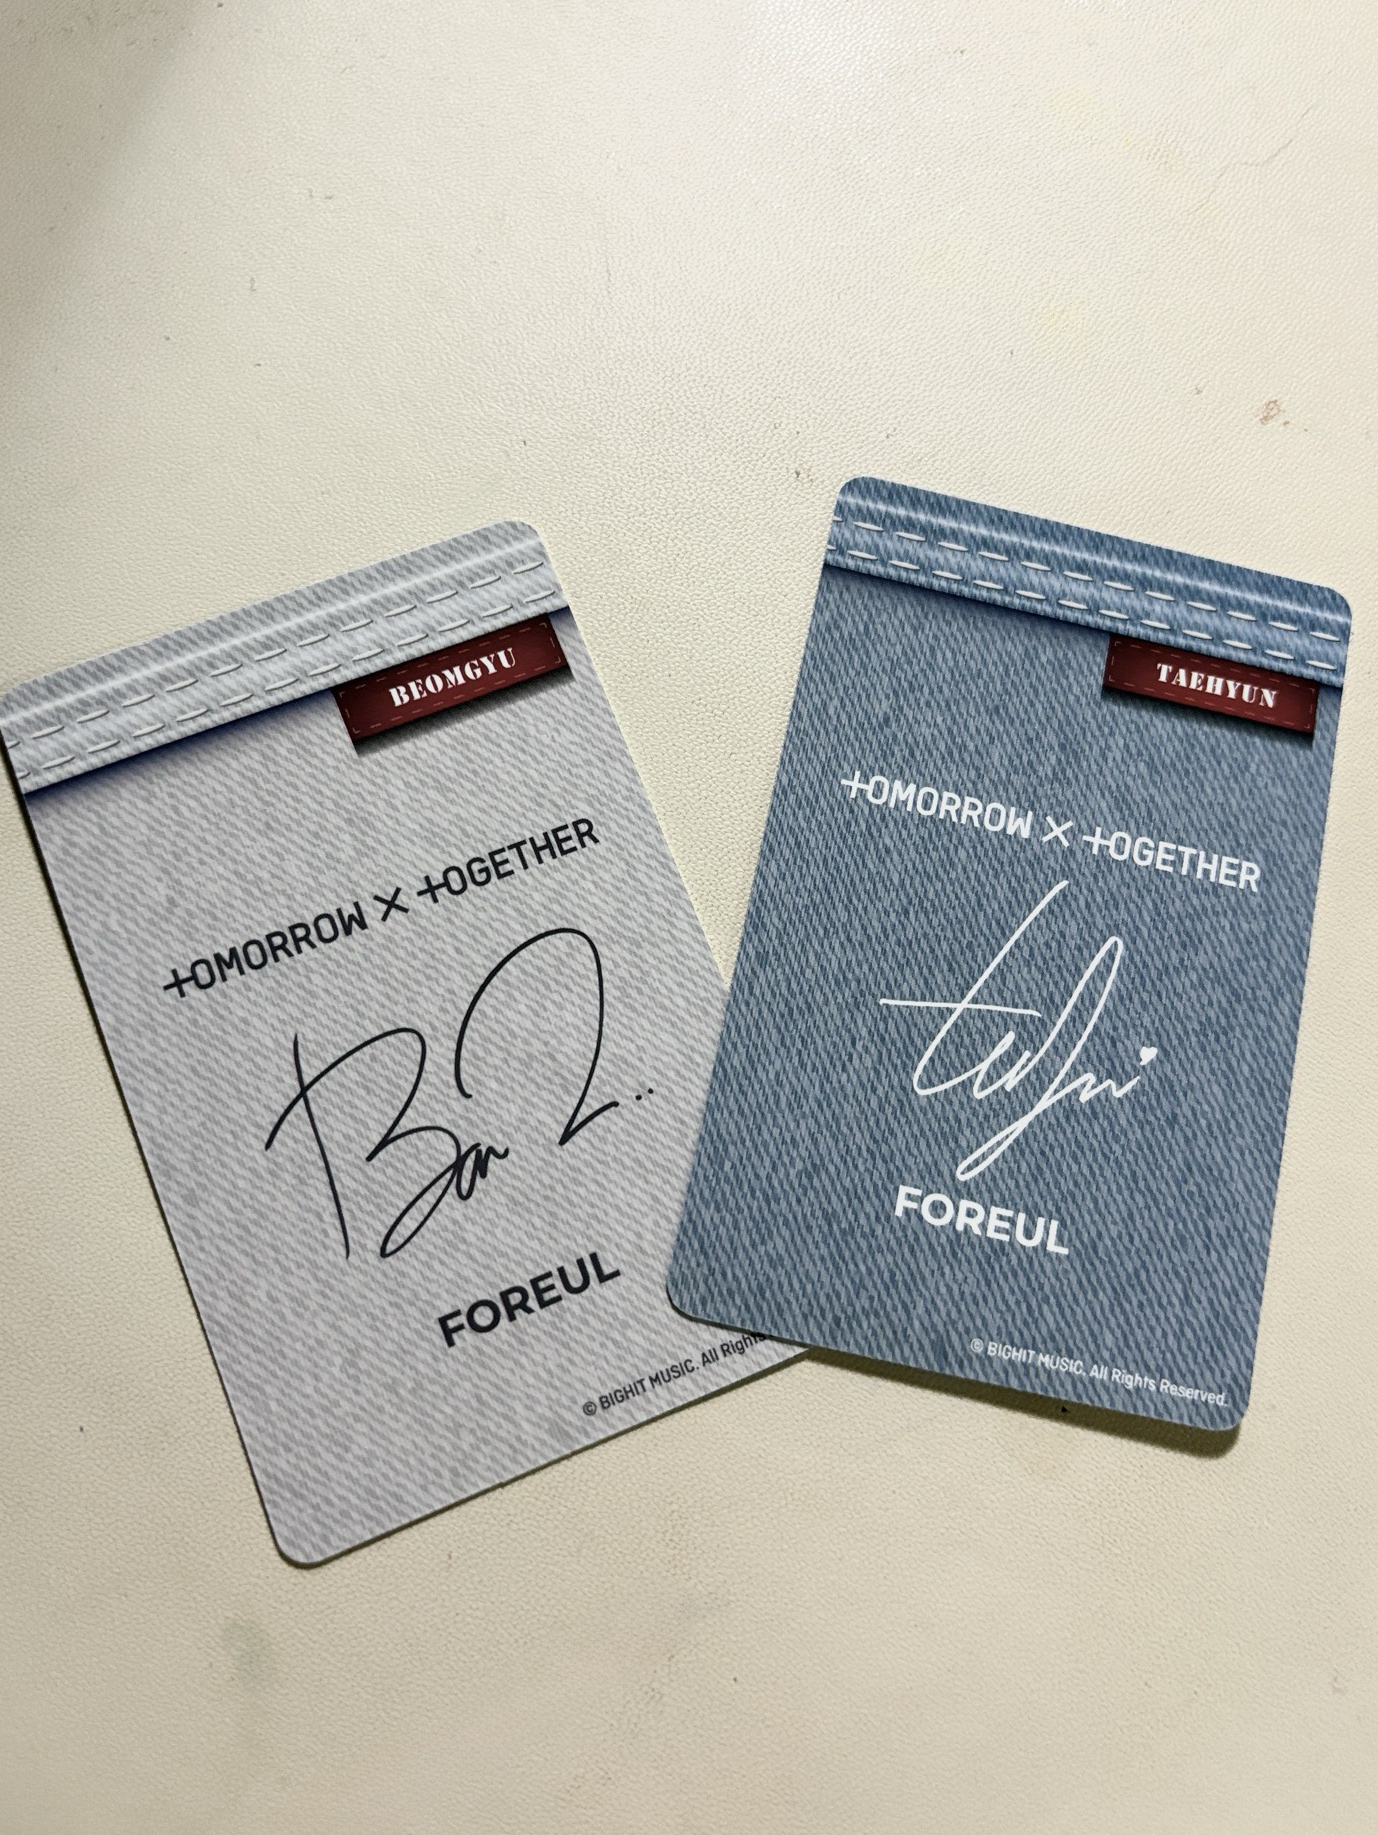 BEOMGYU
TOMORROW X TOGETHER
FOREUL
© BIGHIT MUSIC. All Rights
TAEHYUN
TOMORROW X TOGETHER
FOREUL
© BIGHIT MUSIC. All Rights Reserved.